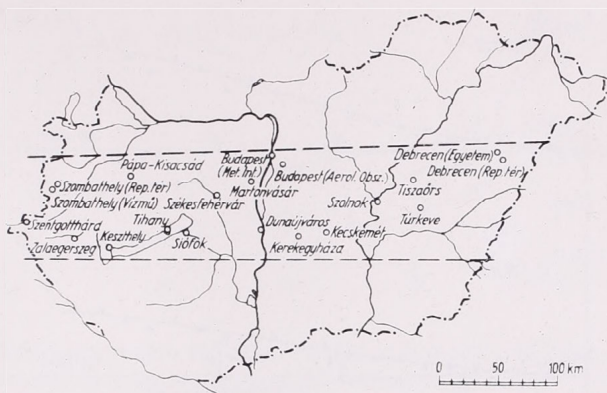 Debrecen (Egyetem)
Debrecen (Rep. tér)
Budapest
(Met. Int)
Budapest (Aerol. Obsz.)
Pápa-Kisacsád
Martonvásár
Tiszaörs
Szombathely (Rep. tér)
Szombathely (Vízmű)
Székesfehérvár
Szolnok
Túrkeve
Szentgotthárd
Tihany
Dunaújváros
Kecskemét
Zalaegerszeg
Keszthely
Siófok
Kerekegyháza
0 50 100 km